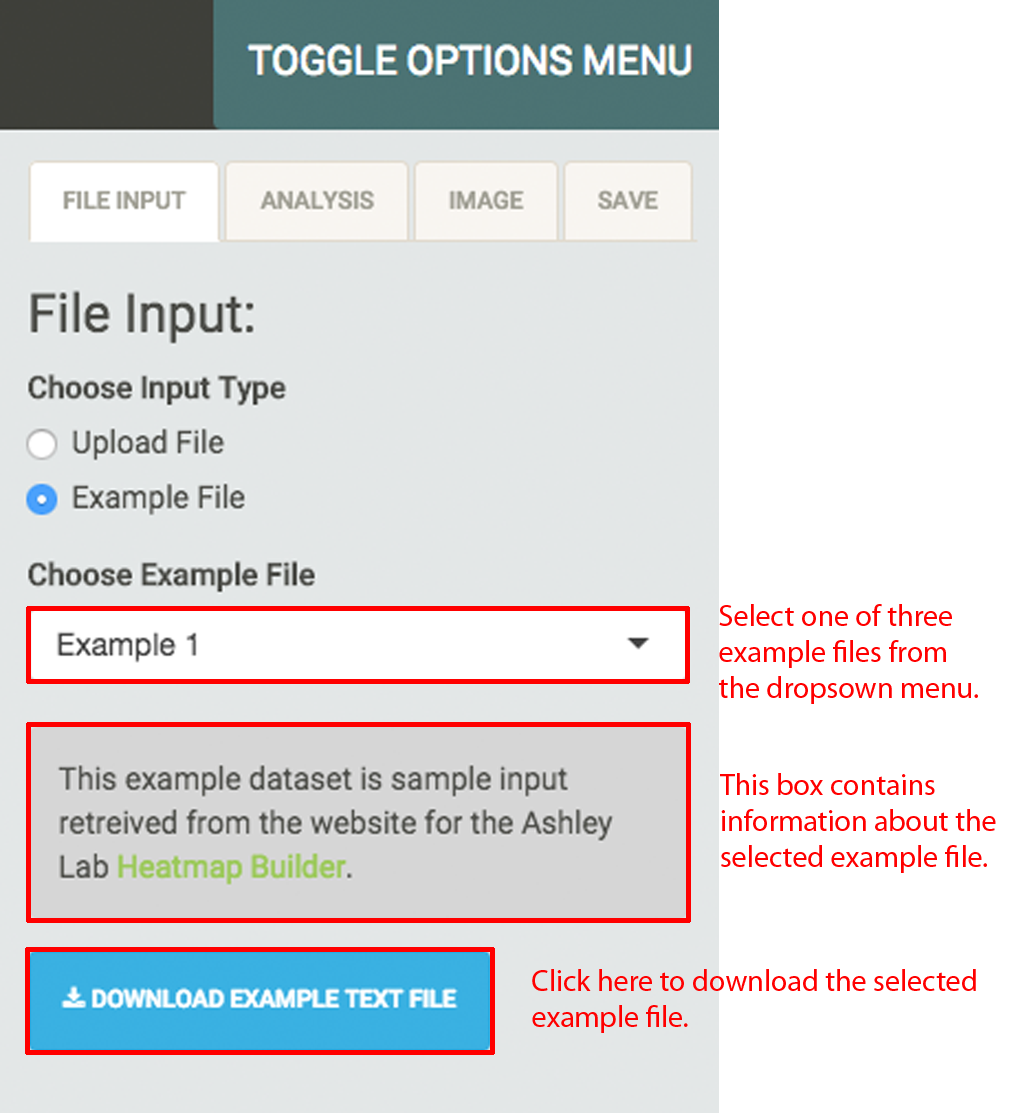 TOGGLE OPTIONS MENU
FILE INPUT
ANALYSIS
IMAGE
SAVE
File Input:
Choose Input Type
Upload File
Example File
Choose Example File
Example 1
Select one of three
example files from
the dropsown menu.
This example dataset is sample input
retreived from the website for the Ashley
Lab Heatmap Builder.
This box contains
information about the
selected example file.
DOWNLOAD EXAMPLE TEXT FILE
Click here to download the selected
example file.